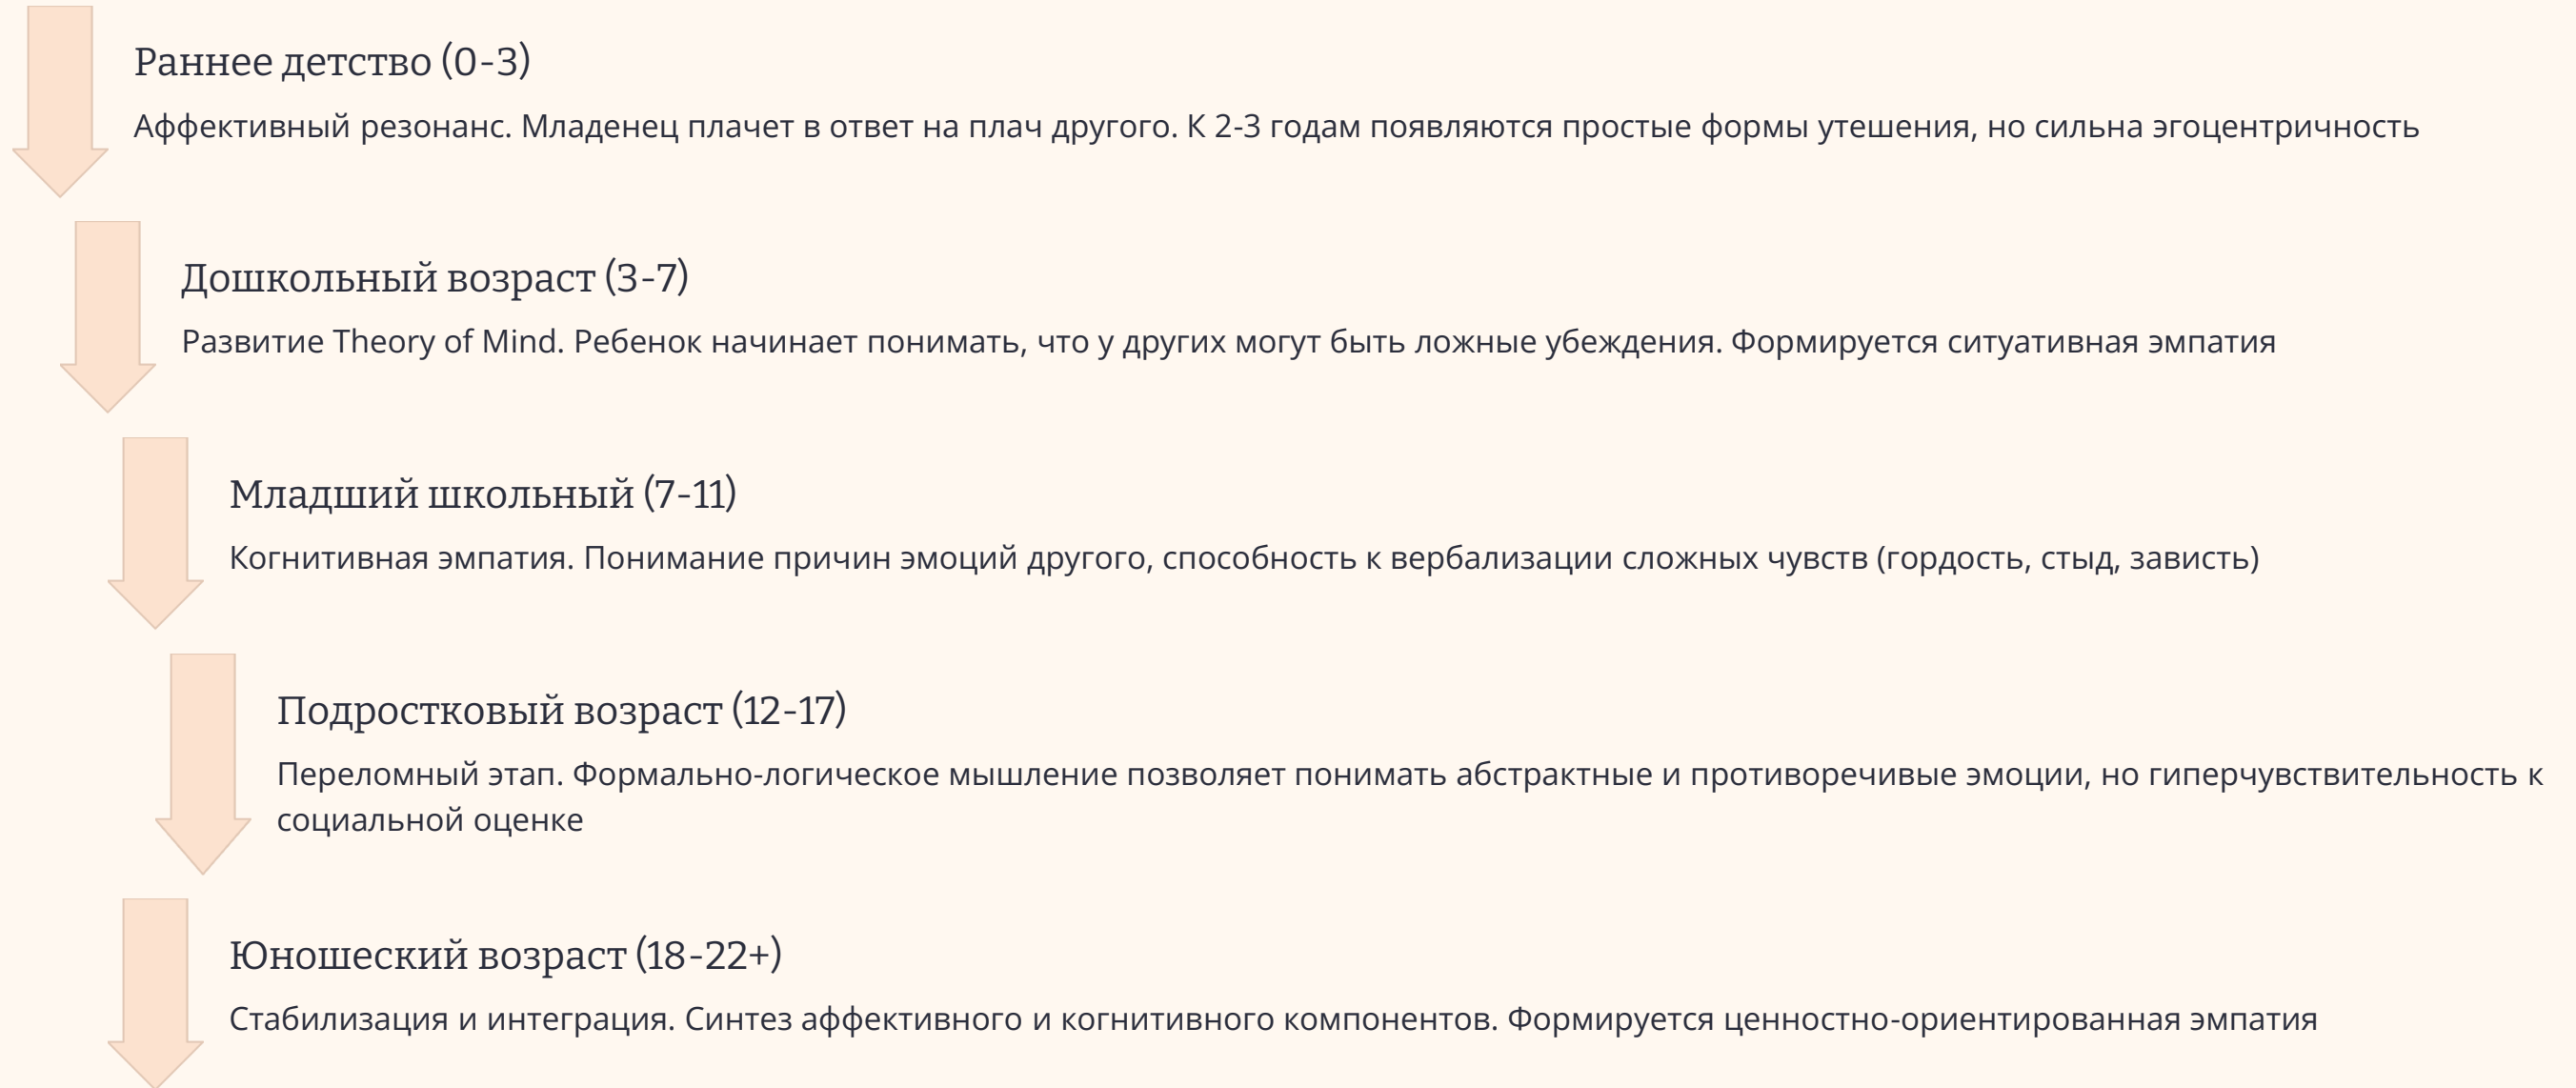 Раннее детство (0-3)
Аффективный резонанс. Младенец плачет в ответ на плач другого. К 2-3 годам появляются простые формы утешения, но сильна эгоцентричность
Дошкольный возраст (3-7)
Развитие Theory of Mind. Ребенок начинает понимать, что у других могут быть ложные убеждения. Формируется ситуативная эмпатия
Младший школьный (7-11)
Когнитивная эмпатия. Понимание причин эмоций другого, способность к вербализации сложных чувств (гордость, стыд, зависть)
Подростковый возраст (12-17)
Переломный этап. Формально-логическое мышление позволяет понимать абстрактные и противоречивые эмоции, но гиперчувствительность к
социальной оценке
Юношеский возраст (18-22+)
Стабилизация и интеграция. Синтез аффективного и когнитивного компонентов. Формируется ценностно-ориентированная эмпатия